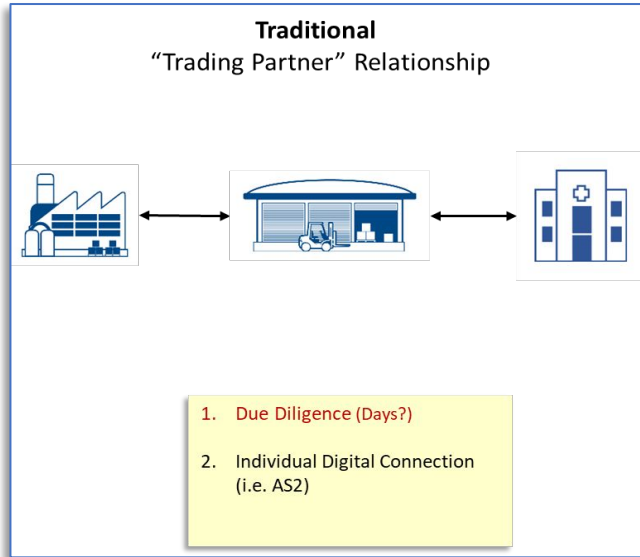 Traditional
“Trading Partner” Relationship
1. Due Diligence (Days?)
2. Individual Digital Connection
(i.e. AS2)